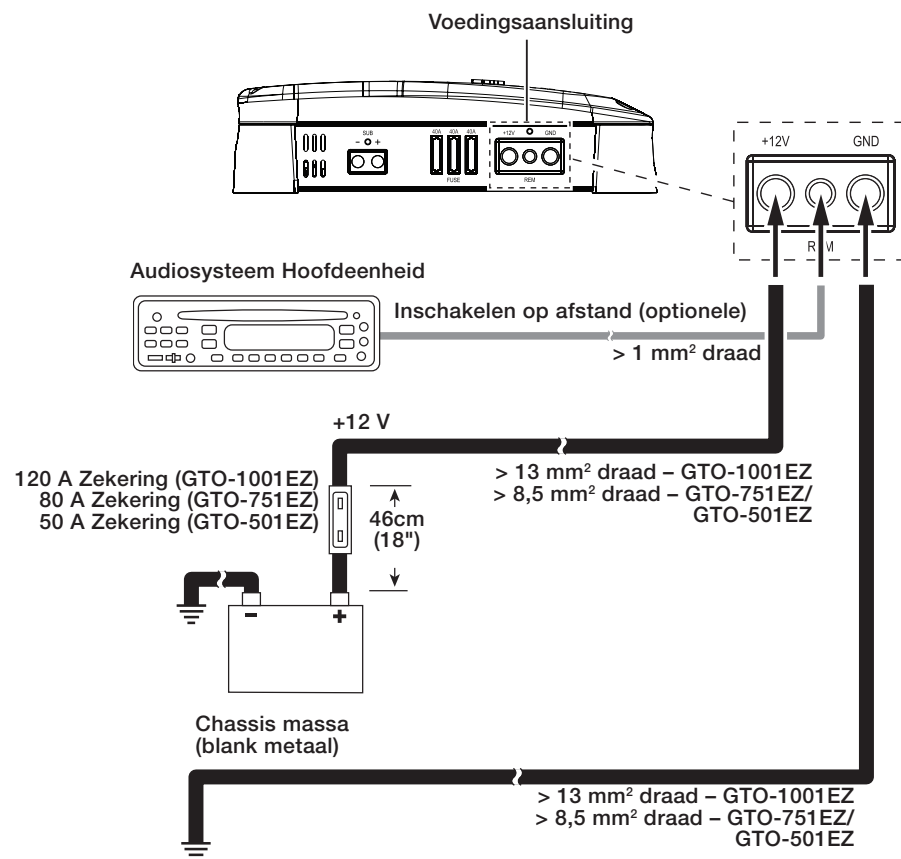 Voedingsaansluiting
SUB
- +
40A 40A 40A
FUSE
+12V GND
REM
+12V GND
Audiosysteem Hoofdeenheid
Inschakelen op afstand (optionele)
> 1 mm² draad
+12 V
120 A Zekering (GTO-1001EZ)
80 A Zekering (GTO-751EZ)
50 A Zekering (GTO-501EZ)
46cm
(18")
> 13 mm² draad – GTO-1001EZ
> 8,5 mm² draad – GTO-751EZ/
GTO-501EZ
- +
Chassis massa
(blank metaal)
> 13 mm² draad – GTO-1001EZ
> 8,5 mm² draad – GTO-751EZ/
GTO-501EZ